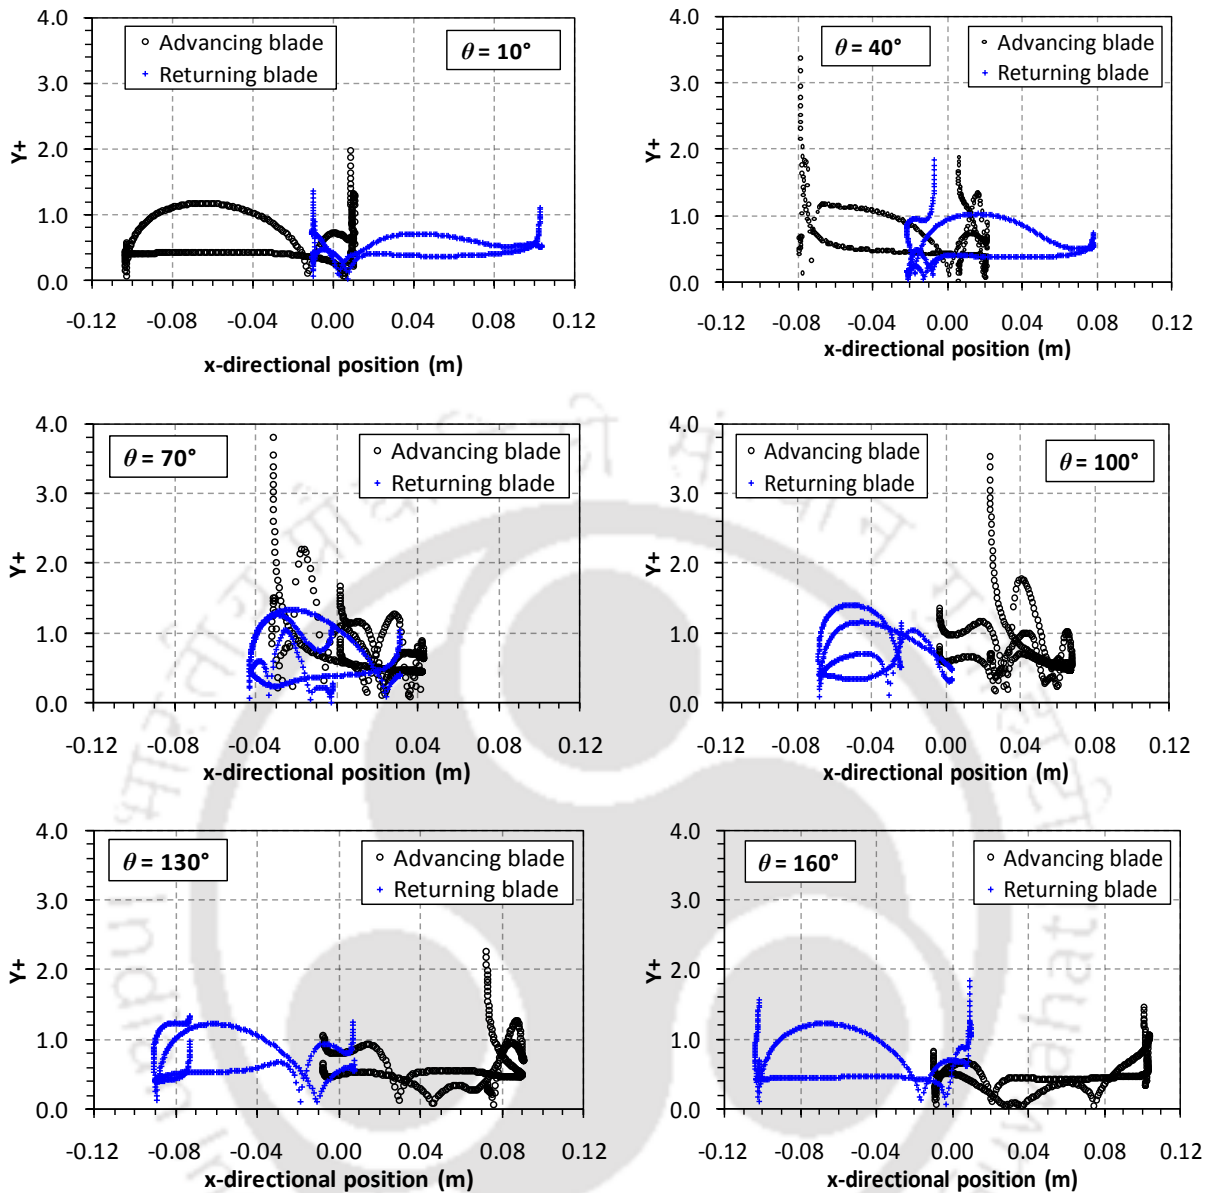 4.0
3.0
2.0
1.0
0.0
Y+
Advancing blade
Returning blade
θ = 10°
-0.12 -0.08 -0.04 0.00 0.04 0.08 0.12
x-directional position (m)
4.0
3.0
2.0
1.0
0.0
Y+
θ = 40°
Advancing blade
Returning blade
-0.12 -0.08 -0.04 0.00 0.04 0.08 0.12
x-directional position (m)
4.0
3.0
2.0
1.0
0.0
Y+
θ = 70°
Advancing blade
Returning blade
-0.12 -0.08 -0.04 0.00 0.04 0.08 0.12
x-directional position (m)
4.0
3.0
2.0
1.0
0.0
Y+
Advancing blade
Returning blade
θ = 100°
-0.12 -0.08 -0.04 0.00 0.04 0.08 0.12
x-directional position (m)
4.0
3.0
2.0
1.0
0.0
Y+
θ = 130°
Advancing blade
Returning blade
-0.12 -0.08 -0.04 0.00 0.04 0.08 0.12
x-directional position (m)
4.0
3.0
2.0
1.0
0.0
Y+
θ = 160°
Advancing blade
Returning blade
-0.12 -0.08 -0.04 0.00 0.04 0.08 0.12
x-directional position (m)